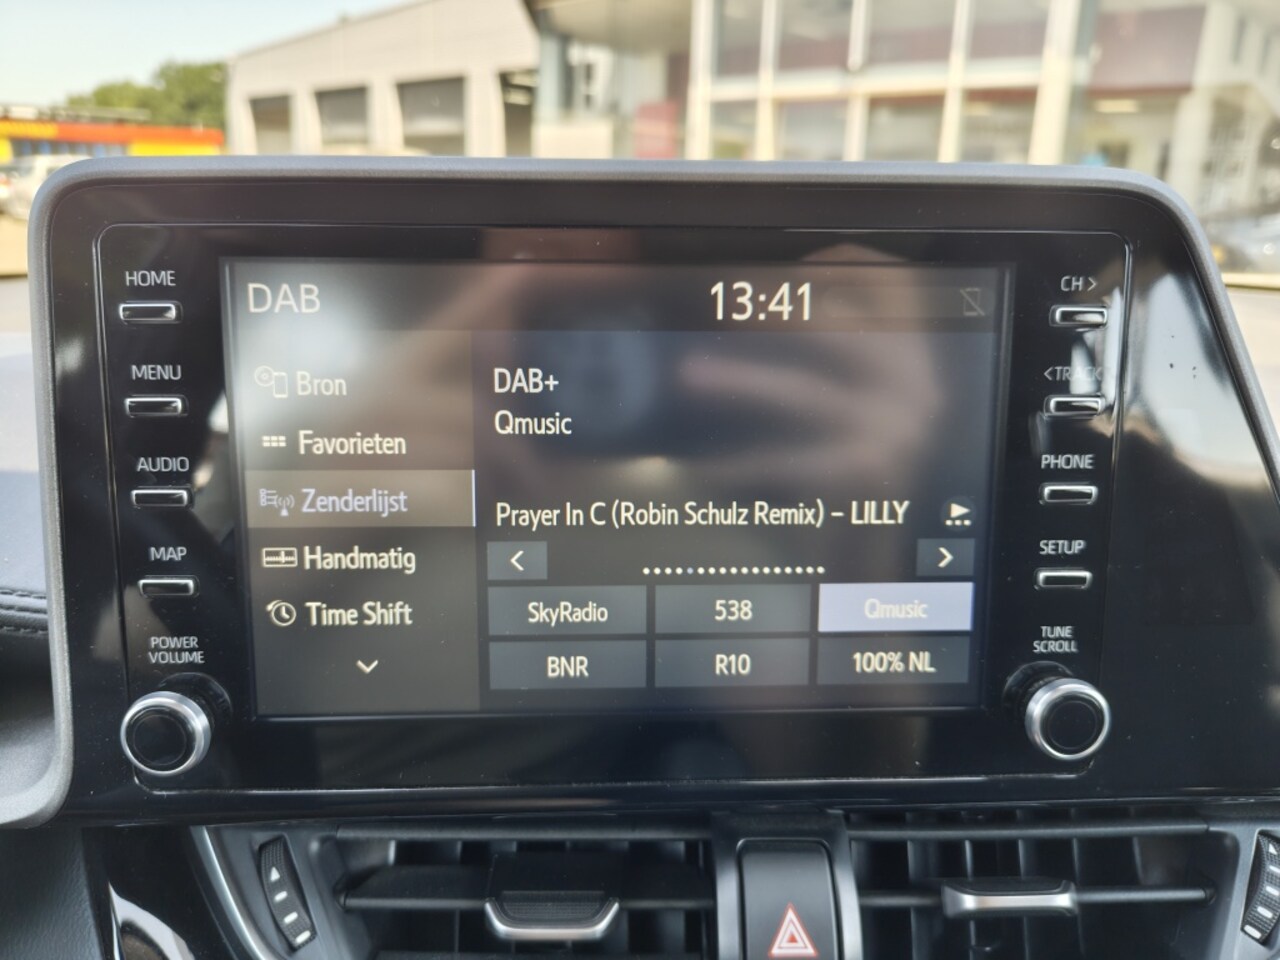 HOME
MENU
AUDIO
MAP
POWER
VOLUME
DAB
13:41
Bron
Favorieten
Zenderlijst
Handmatig
Time Shift
DAB+
Qmusic
Prayer In C (Robin Schulz Remix) – LILLY
SkyRadio
538
Qmusic
BNR
R10
100% NL
CH >
< TRACK
PHONE
SETUP
TUNE
SCROLL